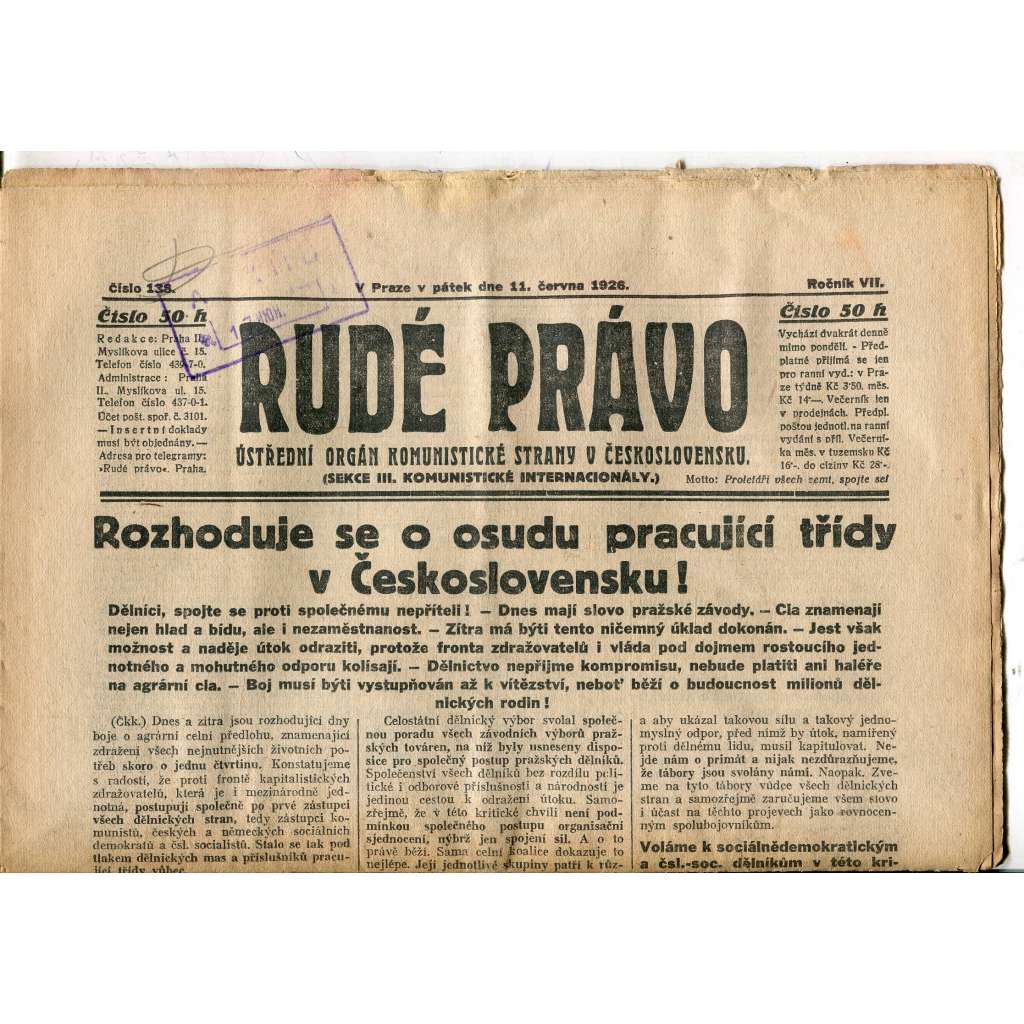 číslo 138.
V Praze v pátek dne 11. června 1926.
Ročník VII.
Číslo 50 h
Redakce: Praha II.,
Myslíkova ulice č. 15.
Telefon číslo 439-7-0.
Administrace: Praha
II., Myslíkova ul. 15.
Telefon číslo 437-0-1.
Účet pošt. spoř. č. 3101.
— Insertní doklady
musí být objednány. —
Adresa pro telegramy:
»Rudé právo«. Praha.
RUDÉ PRÁVO
ÚSTŘEDNÍ ORGÁN KOMUNISTICKÉ STRANY V ČESKOSLOVENSKU.
(SEKCE III. KOMUNISTICKÉ INTERNACIONÁLY.)
Číslo 50 h
Vychází dvakrát denně
mimo pondělí. - Před-
platné přijímá se jen
pro ranní vyd.: v Pra-
ze týdně Kč 3·50, měs.
Kč 14·—. Večerník jen
v prodejnách. Předpl.
poštou jednotl. na ranní
vydání s příl. Večerní-
ka měs. v tuzemsku Kč
16·-. do ciziny Kč 28·-.
Motto: Proletáři všech zemí, spojte se!
17
Rozhoduje se o osudu pracující třídy
v Československu!
Dělníci, spojte se proti společnému nepříteli! — Dnes mají slovo pražské závody. — Cla znamenají
nejen hlad a bídu, ale i nezaměstnanost. — Zítra má býti tento ničemný úklad dokonán. — Jest však
možnost a naděje útok odraziti, protože fronta zdražovatelů i vláda pod dojmem rostoucího jed-
notného a mohutného odporu kolísají. — Dělnictvo nepřijme kompromisu, nebude platiti ani haléře
na agrární cla. — Boj musí býti vystupňován až k vítězství, neboť běží o budoucnost milionů děl-
nických rodin!
(Čkk.) Dnes a zítra jsou rozhodující dny
boje o agrární celní předlohu, znamenající
zdražení všech nejnutnějších životních po-
třeb skoro o jednu čtvrtinu. Konstatujeme
s radostí, že proti frontě kapitalistických
zdražovatelů, která je i mezinárodně jed-
notná, postupují společně po prvé zástupci
všech dělnických stran, tedy zástupci ko-
munistů, českých a německých sociálních
demokratů a čsl. socialistů. Stalo se tak pod
tlakem dělnických mas a příslušníků pracu-
jící třídy vůbec.
Celostátní dělnický výbor svolal společ-
nou poradu všech závodních výborů praž-
ských továren, na níž byly usneseny dispo-
sice pro společný postup pražských dělníků.
Společenství všech dělníků bez rozdílu poli-
tické i odborové příslušnosti a národnosti je
jedinou cestou k odražení útoku. Samo-
zřejmě, že v této kritické chvíli není pod-
mínkou společného postupu organisační
sjednocení, nýbrž jen spojení sil. A o to
právě běží. Sama celní koalice dokazuje to
nejlépe. Její jednotlivé skupiny patří k růz-
a aby ukázal takovou sílu a takový jedno-
myslný odpor, před nímž by útok, namířený
proti dělnému lidu, musil kapitulovat. Ne-
jde nám o primát a nijak nezdůrazňujeme,
že tábory jsou svolány námi. Naopak. Zve-
me na tyto tábory vůdce všech dělnických
stran a samozřejmě zaručujeme všem slovo
i účast na těchto projevech jako rovnocen-
ným spolubojovníkům.
Voláme k sociálnědemokratickým
a čsl.-soc. dělníkům v této kri-